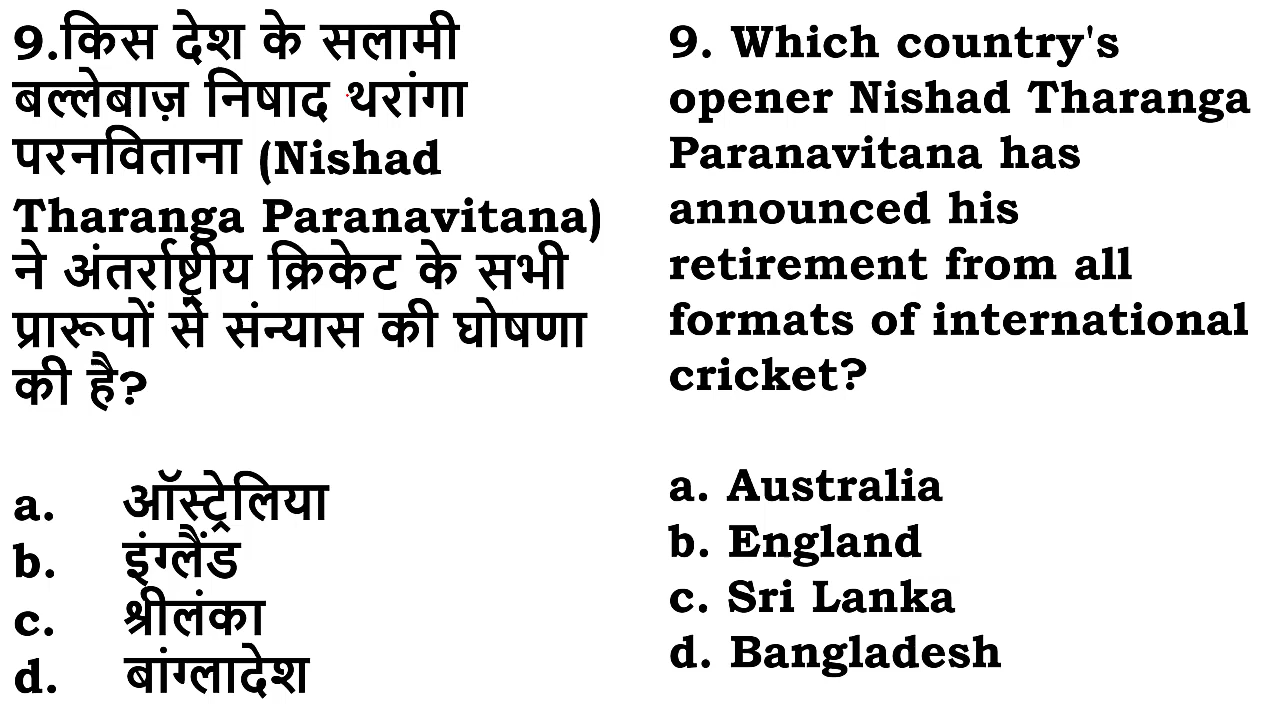 9.किस देश के सलामी
बल्लेबाज़ निषाद थरांगा
परनविताना (Nishad
Tharanga Paranavitana)
ने अंतर्राष्ट्रीय क्रिकेट के सभी
प्रारूपों से संन्यास की घोषणा
की है?
a. ऑस्ट्रेलिया
b. इंग्लैंड
c. श्रीलंका
d. बांग्लादेश
9. Which country's
opener Nishad Tharanga
Paranavitana has
announced his
retirement from all
formats of international
cricket?
a. Australia
b. England
c. Sri Lanka
d. Bangladesh